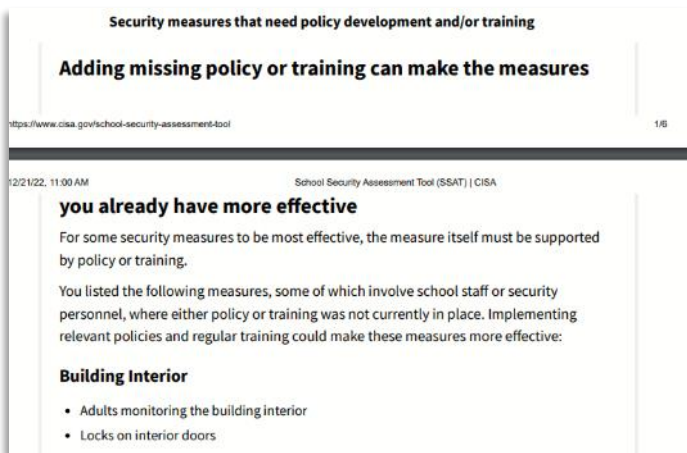 Security measures that need policy development and/or training
Adding missing policy or training can make the measures
https://www.cisa.gov/school-security-assessment-tool 1/6
12/21/22, 11:00 AM School Security Assessment Tool (SSAT) | CISA
you already have more effective
For some security measures to be most effective, the measure itself must be supported
by policy or training.
You listed the following measures, some of which involve school staff or security
personnel, where either policy or training was not currently in place. Implementing
relevant policies and regular training could make these measures more effective:
Building Interior
• Adults monitoring the building interior
• Locks on interior doors